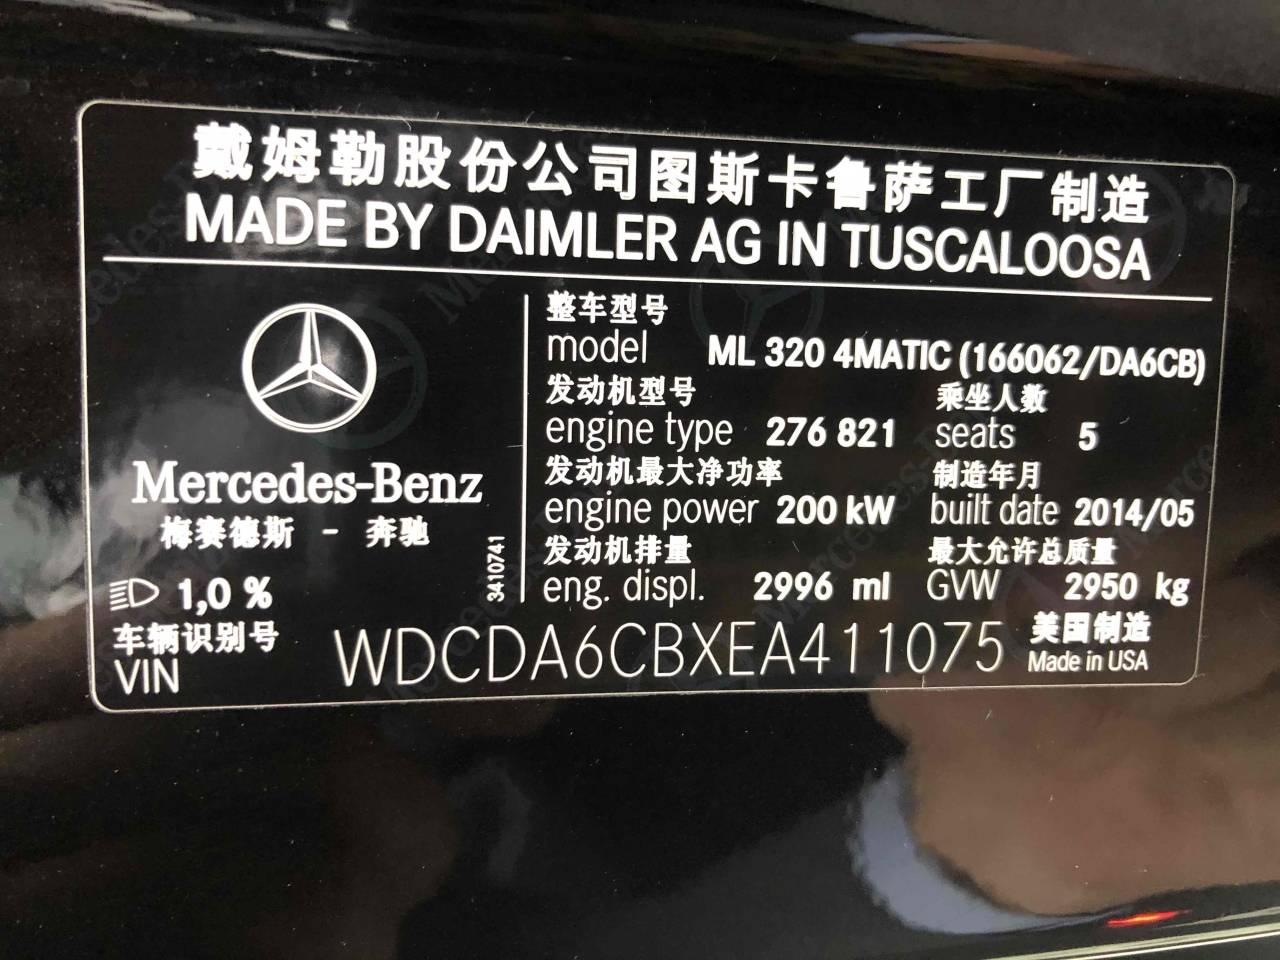 戴姆勒股份公司图斯卡鲁萨工厂制造
MADE BY DAIMLER AG IN TUSCALOOSA
Mercedes-Benz
梅赛德斯 - 奔驰
3410741
1,0 %
整车型号
model ML 320 4MATIC (166062/DA6CB)
发动机型号 乘坐人数
engine type 276 821 seats 5
发动机最大净功率 制造年月
engine power 200 kW built date 2014/05
发动机排量 最大允许总质量
eng. displ. 2996 ml GVW 2950 kg
车辆识别号 美国制造
VIN WDCDA6CBXEA411075 Made in USA